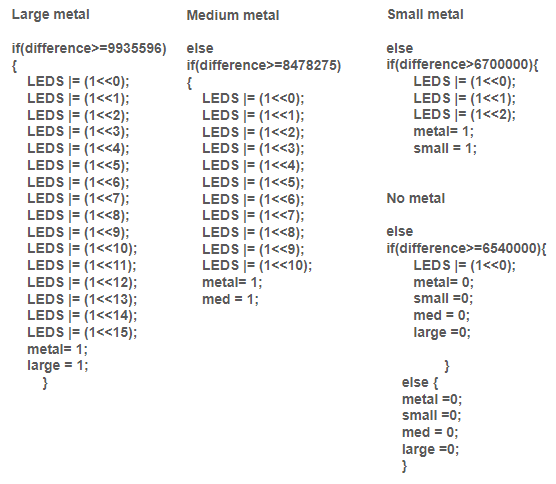 Large metal
if(difference>=9935596)
{
LEDS |= (1<<0);
LEDS |= (1<<1);
LEDS |= (1<<2);
LEDS |= (1<<3);
LEDS |= (1<<4);
LEDS |= (1<<5);
LEDS |= (1<<6);
LEDS |= (1<<7);
LEDS |= (1<<8);
LEDS |= (1<<9);
LEDS |= (1<<10);
LEDS |= (1<<11);
LEDS |= (1<<12);
LEDS |= (1<<13);
LEDS |= (1<<14);
LEDS |= (1<<15);
metal= 1;
large = 1;
}
Medium metal
else
if(difference>=8478275)
{
LEDS |= (1<<0);
LEDS |= (1<<1);
LEDS |= (1<<2);
LEDS |= (1<<3);
LEDS |= (1<<4);
LEDS |= (1<<5);
LEDS |= (1<<6);
LEDS |= (1<<7);
LEDS |= (1<<8);
LEDS |= (1<<9);
LEDS |= (1<<10);
metal= 1;
med = 1;
Small metal
else
if(difference>6700000){
LEDS |= (1<<0);
LEDS |= (1<<1);
LEDS |= (1<<2);
metal= 1;
small = 1;
No metal
else
if(difference>=6540000){
LEDS |= (1<<0);
metal= 0;
small =0;
med = 0;
large =0;
}
else {
metal =0;
small =0;
med = 0;
large =0;
}